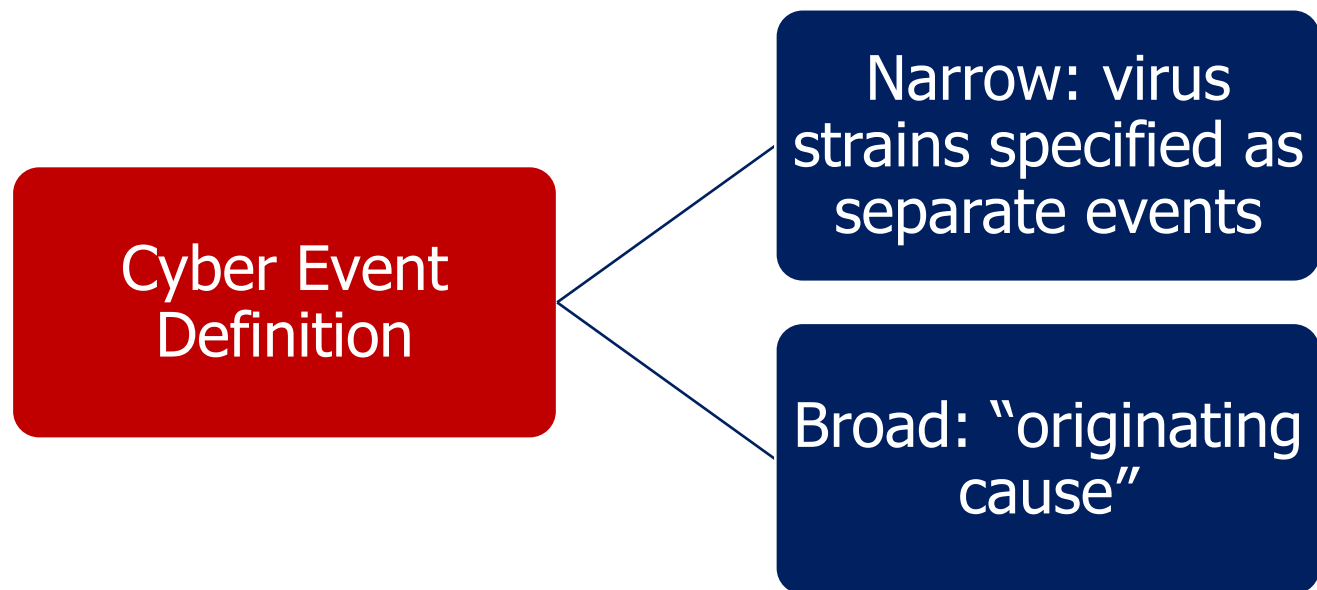 Cyber Event
Definition
Narrow: virus
strains specified as
separate events
Broad: “originating
cause”